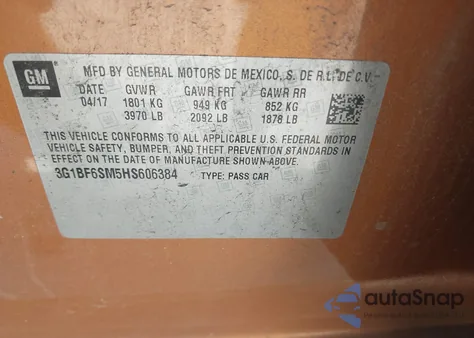 GM
MFD BY GENERAL MOTORS DE MEXICO, S. DE R.L. DE C.V.
DATE GVWR GAWR FRT GAWR RR
04/17 1801 KG 949 KG 852 KG
3970 LB 2092 LB 1878 LB
THIS VEHICLE CONFORMS TO ALL APPLICABLE U.S. FEDERAL MOTOR
VEHICLE SAFETY, BUMPER, AND THEFT PREVENTION STANDARDS IN
EFFECT ON THE DATE OF MANUFACTURE SHOWN ABOVE.
3G1BF6SM5HS606384 TYPE: PASS CAR
autoSnap